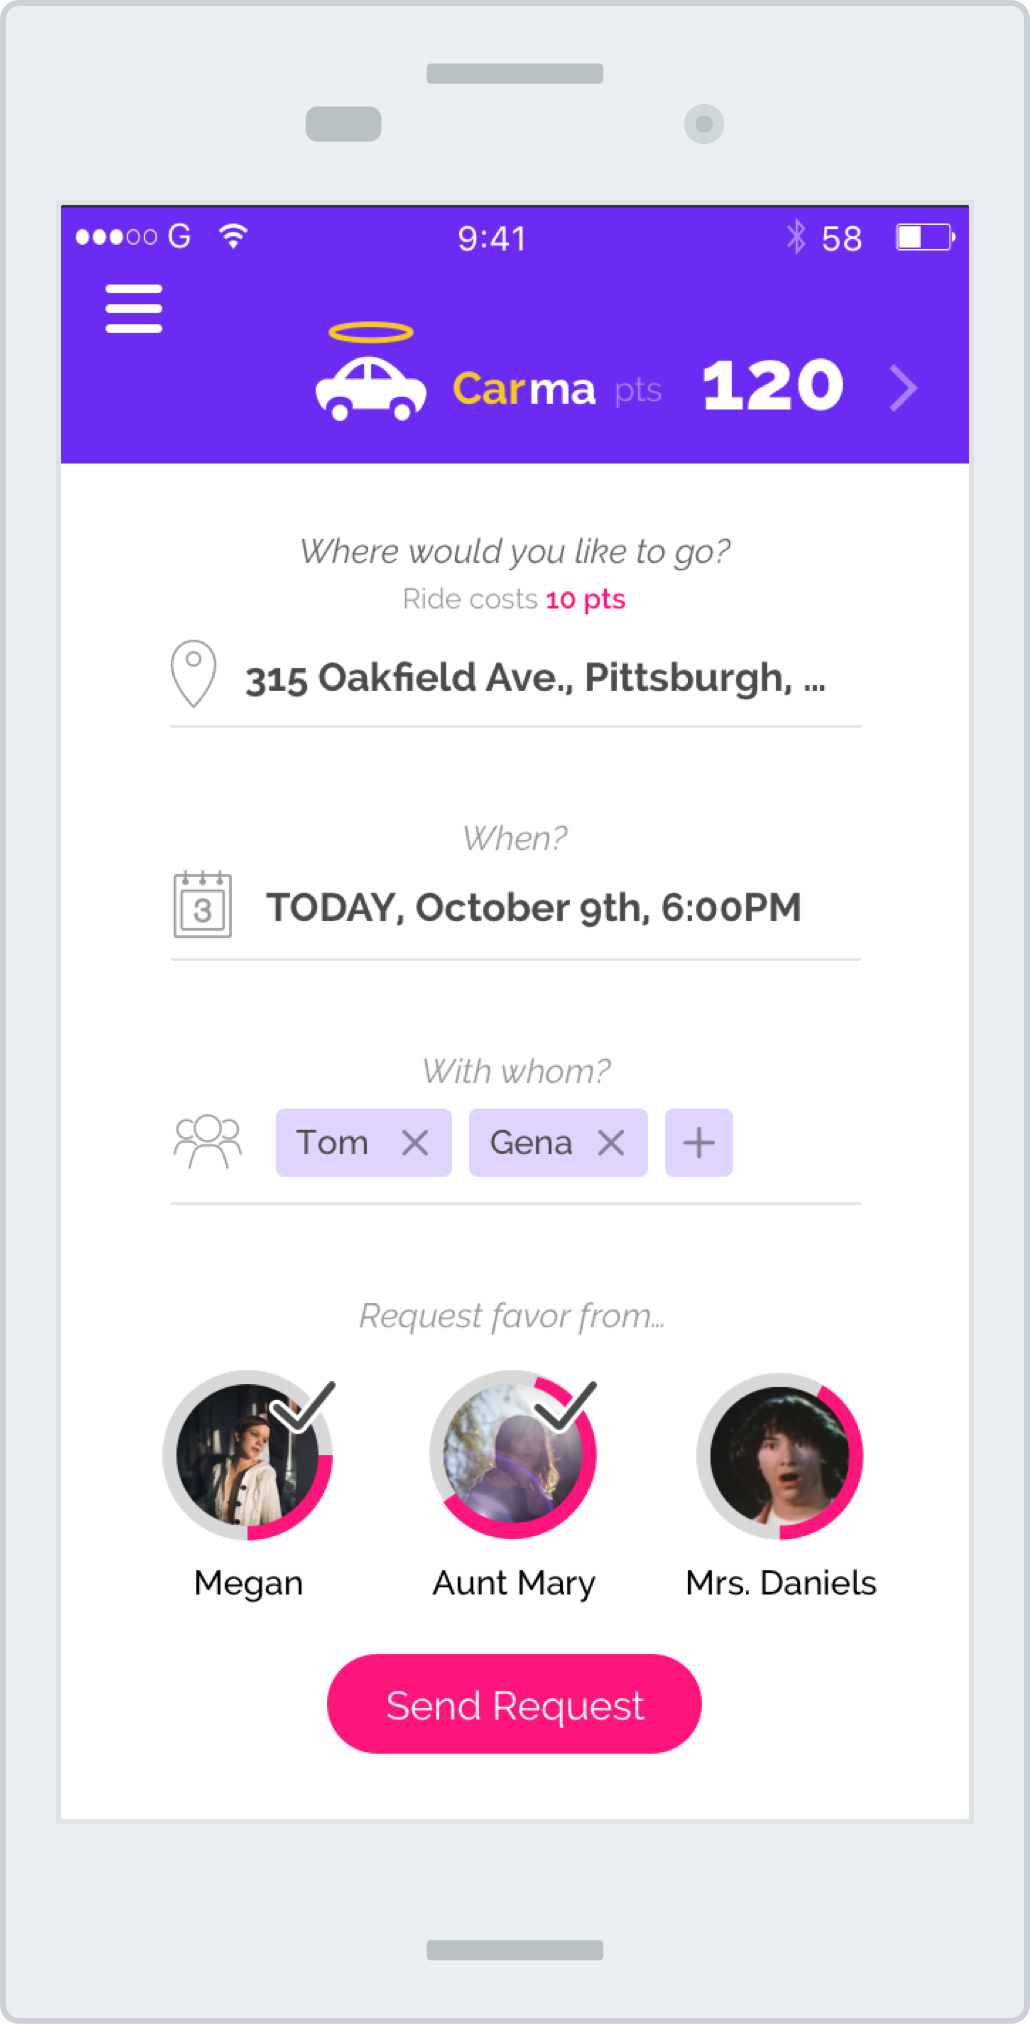 G 9:41 58
Carma pts 120
Where would you like to go?
Ride costs 10 pts
315 Oakfield Ave., Pittsburgh, ...
When?
3 TODAY, October 9th, 6:00PM
With whom?
Tom Gena
Request favor from...
Megan Aunt Mary Mrs. Daniels
Send Request